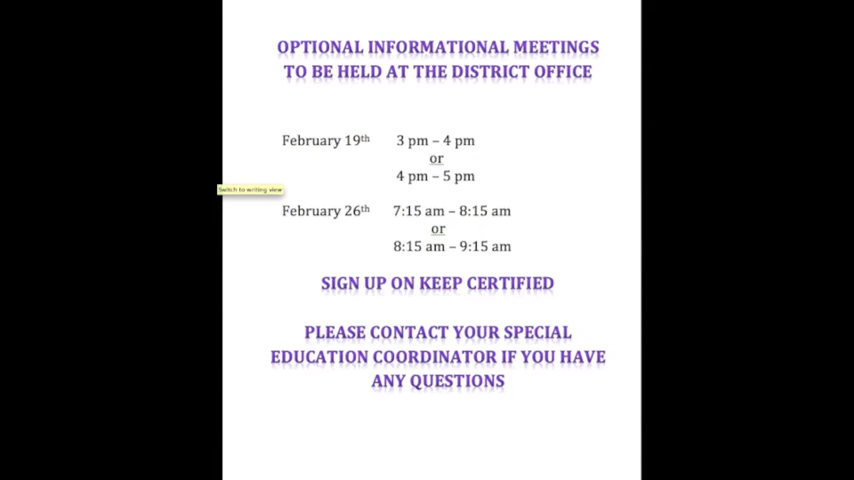 OPTIONAL INFORMATIONAL MEETINGS
TO BE HELD AT THE DISTRICT OFFICE
February 19th 3 pm – 4 pm
or
4 pm – 5 pm
Switch to writing view
February 26th 7:15 am – 8:15 am
or
8:15 am – 9:15 am
SIGN UP ON KEEP CERTIFIED
PLEASE CONTACT YOUR SPECIAL
EDUCATION COORDINATOR IF YOU HAVE
ANY QUESTIONS